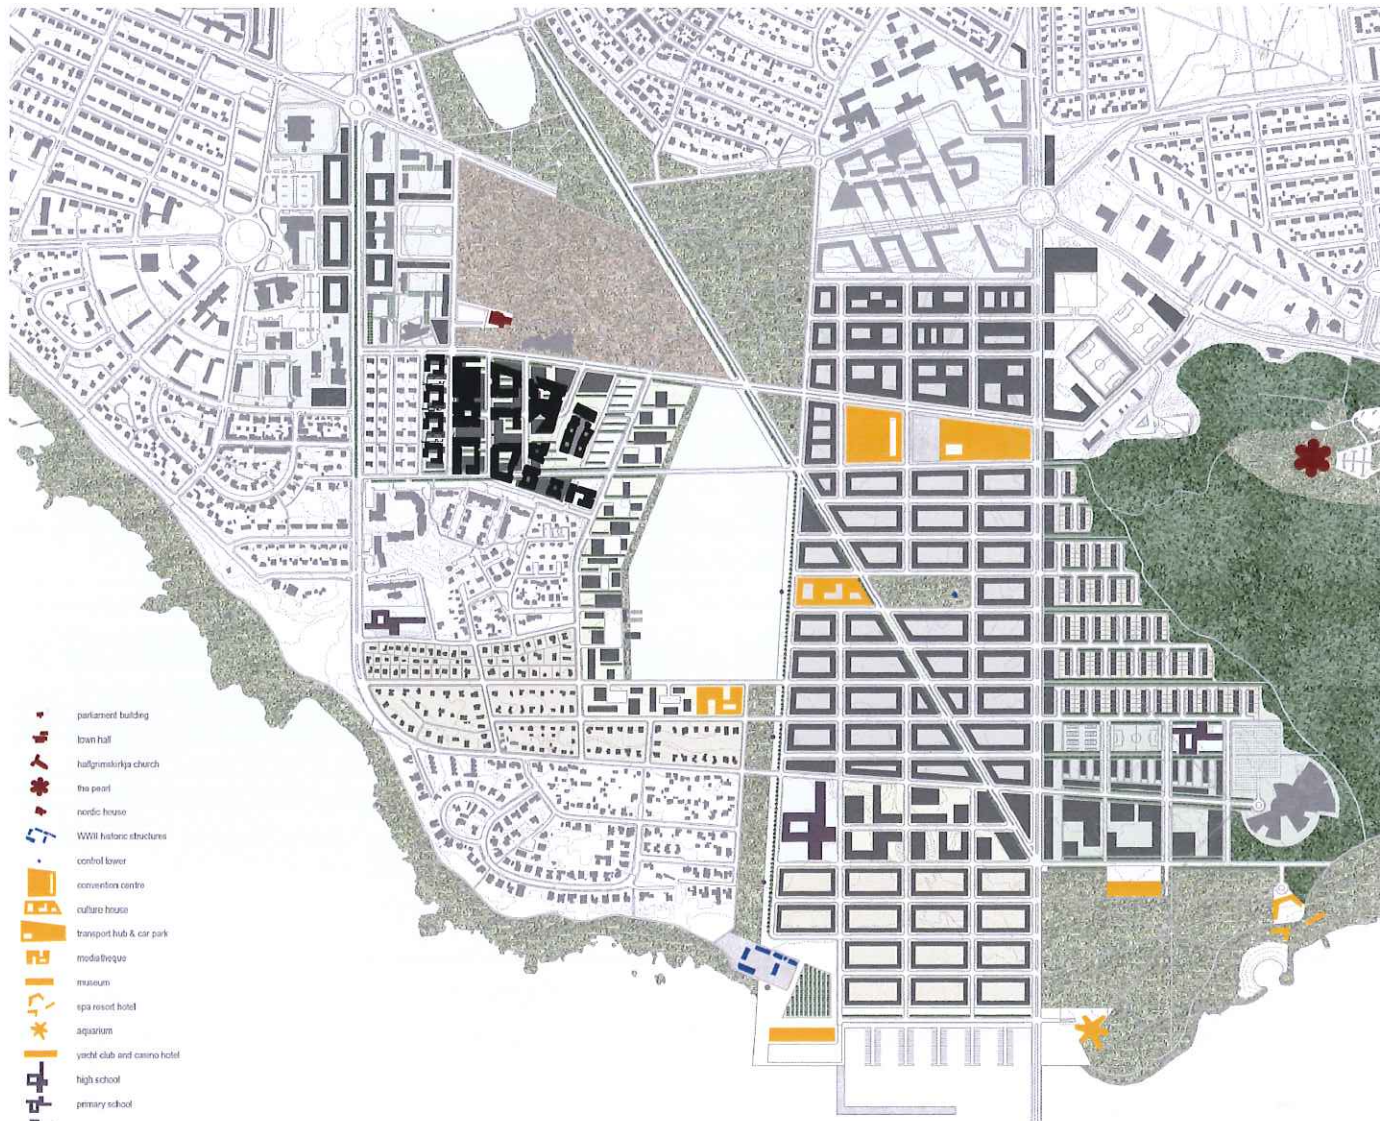 parliament building
town hall
hallgrimskirkja church
the pearl
nordic house
WWII historic structures
control tower
convention centre
culture house
transport hub & car park
mediatheque
museum
spa resort hotel
aquarium
yacht club and casino hotel
high school
primary school